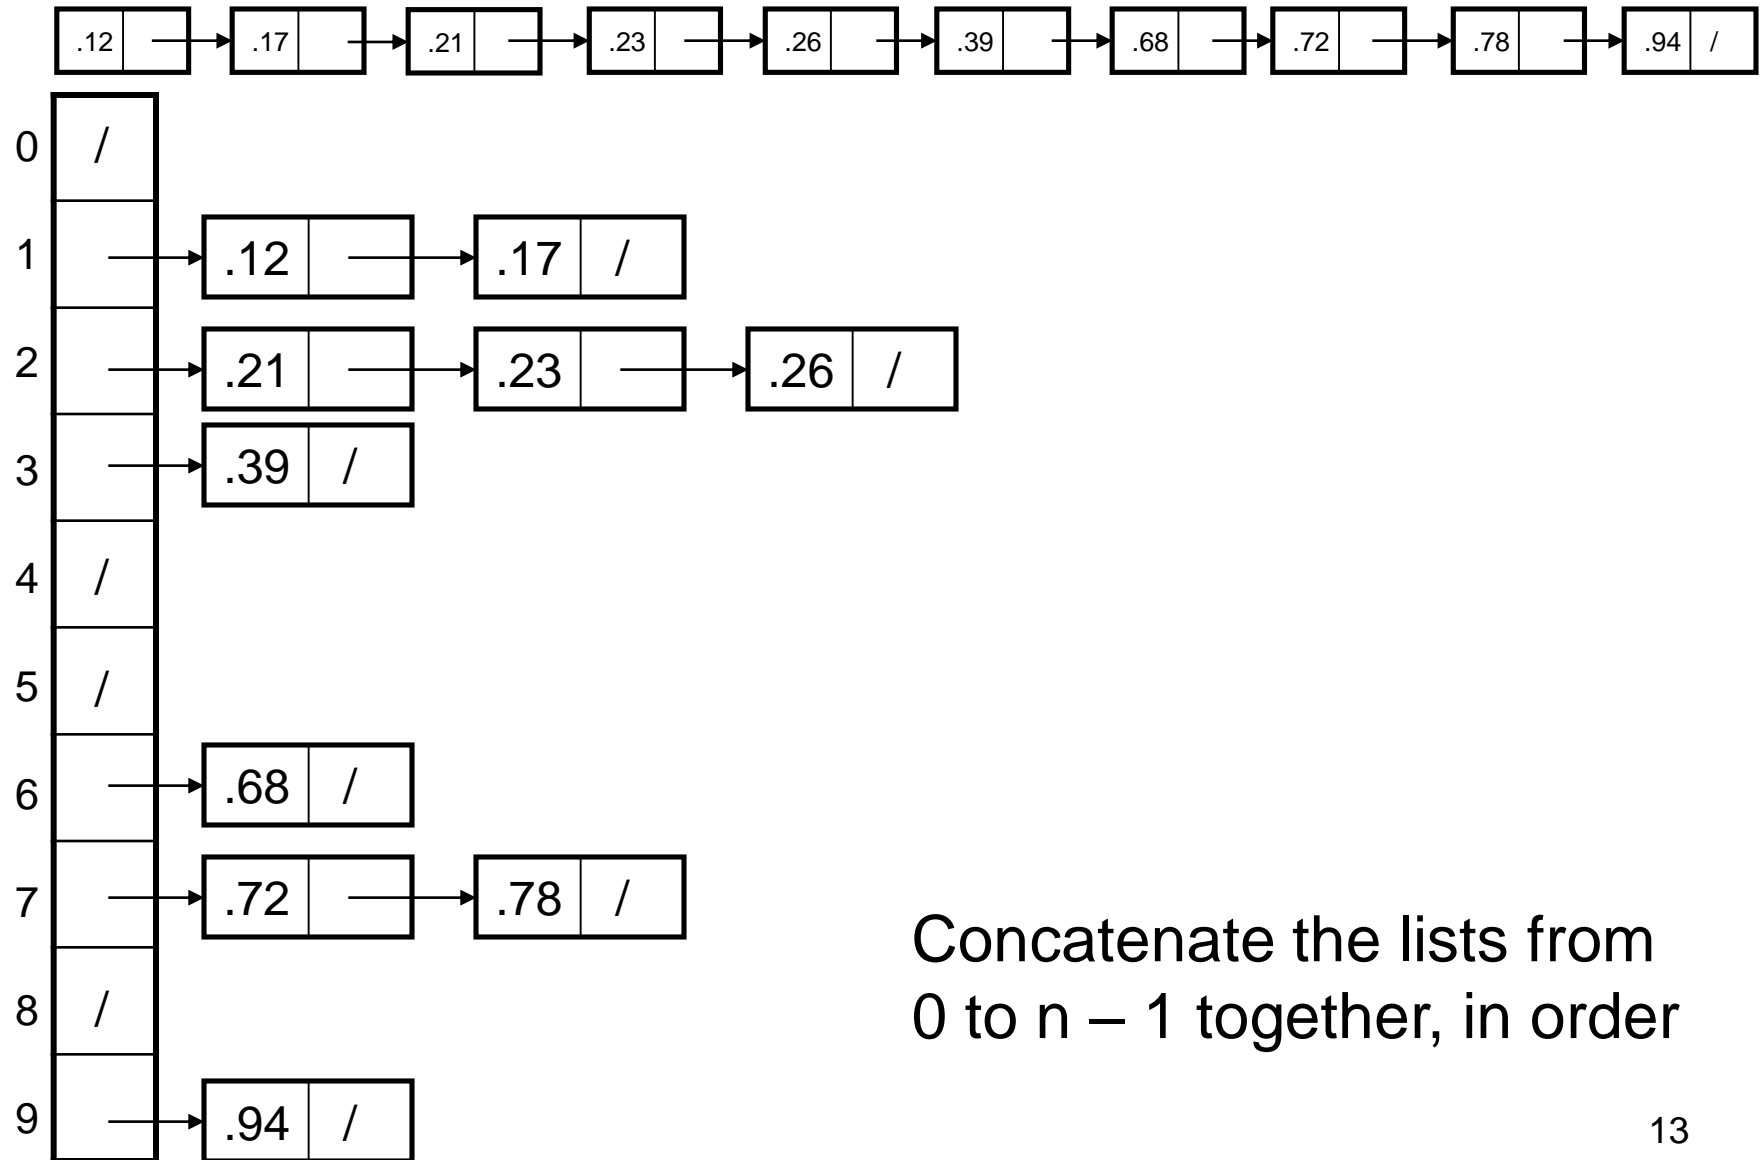 .12 .17 .21 .23 .26 .39 .68 .72 .78 .94 /
0 /
1 .12 .17 /
2 .21 .23 .26 /
3 .39 /
4 /
5 /
6 .68 /
7 .72 .78 /
8 /
9 .94 /
Concatenate the lists from
0 to n – 1 together, in order
13